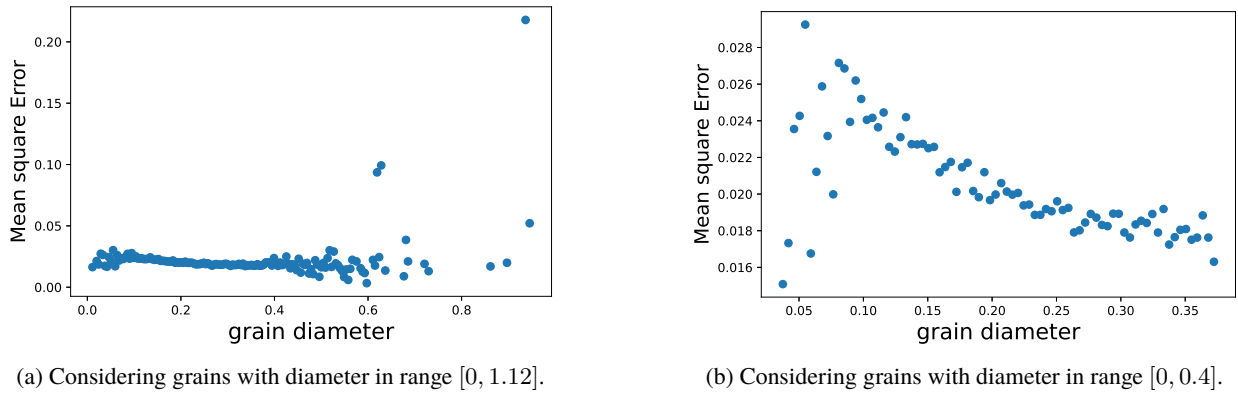 0.20
0.15
0.10
0.05
0.00
Mean square Error
0.0 0.2 0.4 0.6 0.8
grain diameter
(a) Considering grains with diameter in range [0, 1.12].
0.028
0.026
0.024
0.022
0.020
0.018
0.016
Mean square Error
0.05 0.10 0.15 0.20 0.25 0.30 0.35
grain diameter
(b) Considering grains with diameter in range [0, 0.4].